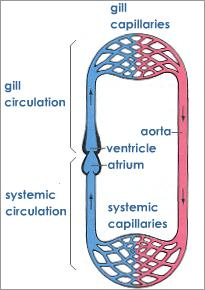 gill
capillaries
gill
circulation
aorta
ventricle
atrium
systemic
circulation
systemic
capillaries